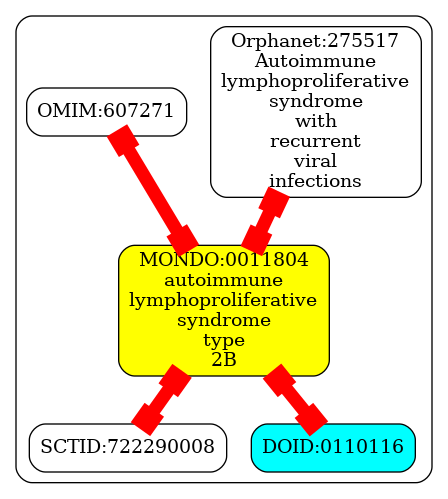 OMIM:607271
Orphanet:275517
Autoimmune
lymphoproliferative
syndrome
with
recurrent
viral
infections
MONDO:0011804
autoimmune
lymphoproliferative
syndrome
type
2B
SCTID:722290008
DOID:0110116